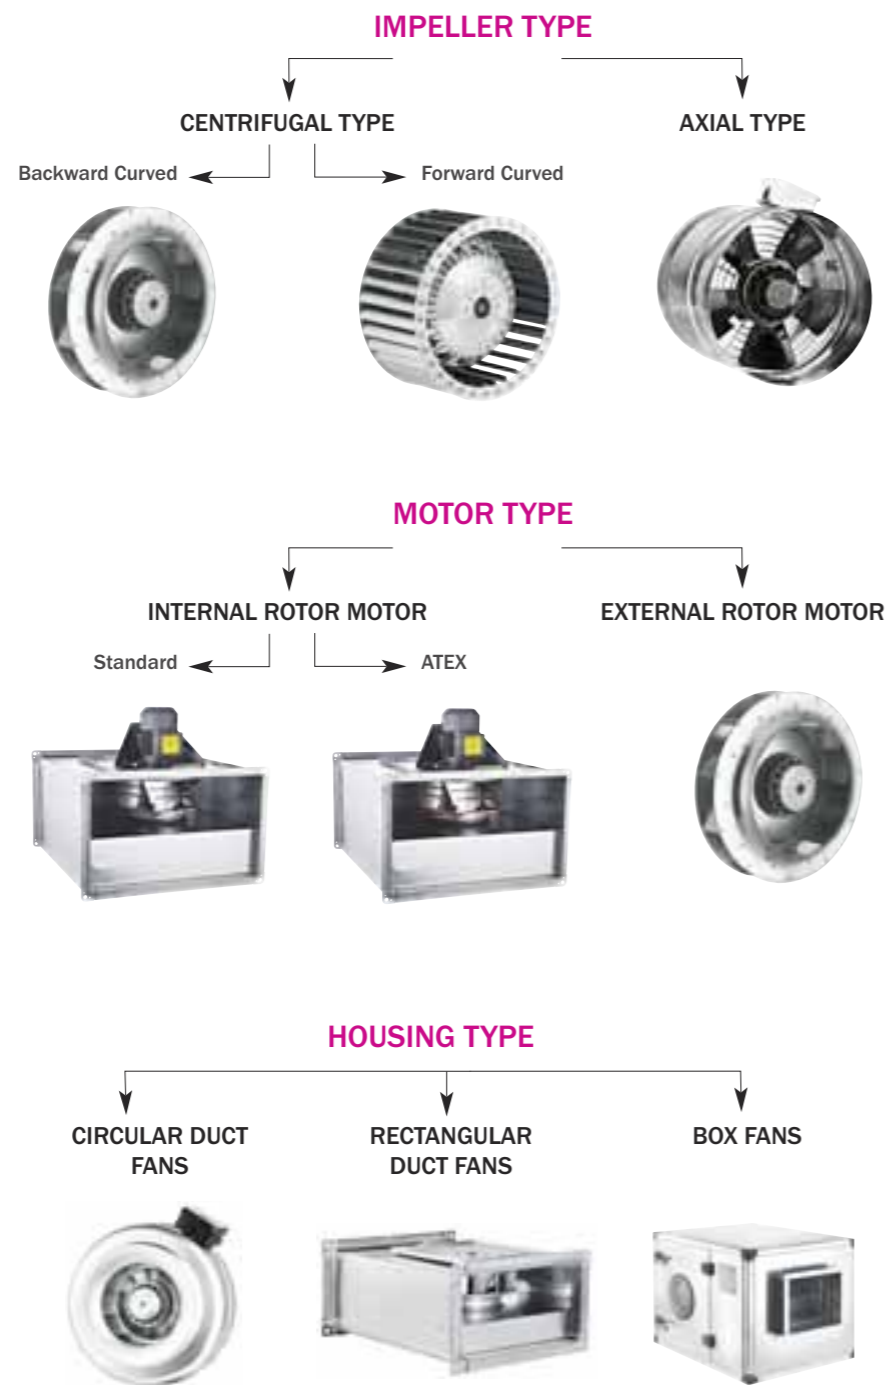 IMPELLER TYPE
CENTRIFUGAL TYPE
AXIAL TYPE
Backward Curved
Forward Curved
MOTOR TYPE
INTERNAL ROTOR MOTOR
EXTERNAL ROTOR MOTOR
Standard
ATEX
HOUSING TYPE
CIRCULAR DUCT
FANS
RECTANGULAR
DUCT FANS
BOX FANS